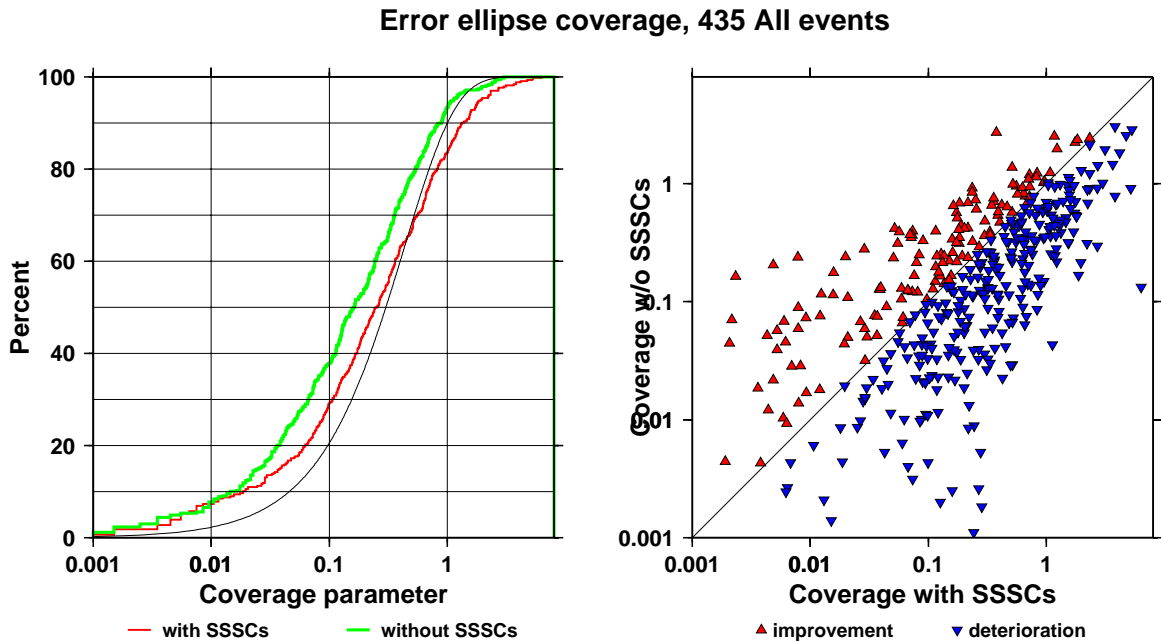 Error ellipse coverage, 435 All events
100
80
60
40
20
0
Percent
0.001
0.01
0.1
1
Coverage parameter
with SSSCs
without SSSCs
1
0.1
0.01
0.001
Coverage w/o SSSCs
0.001
0.01
0.1
1
Coverage with SSSCs
improvement
deterioration